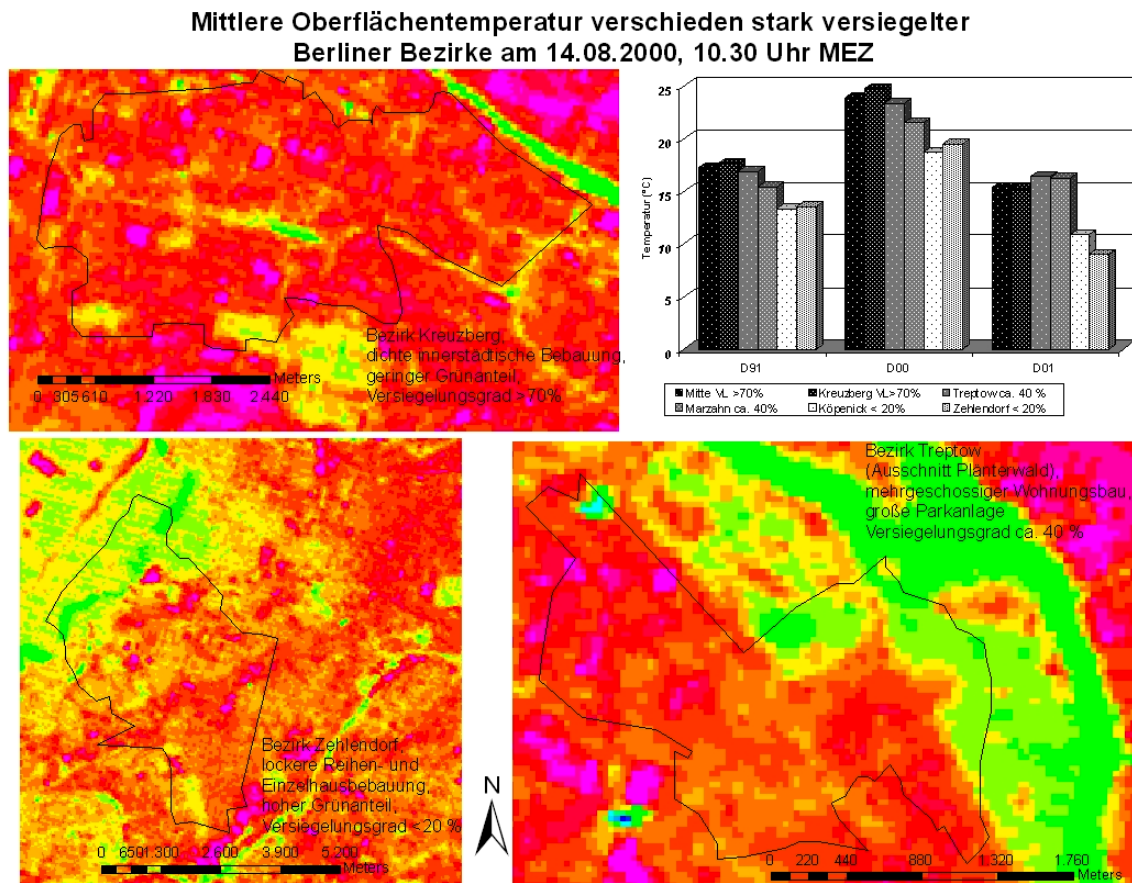 Mittlere Oberflächentemperatur verschieden stark versiegelter
Berliner Bezirke am 14.08.2000, 10.30 Uhr MEZ
Bezirk Kreuzberg,
dichte innerstädtische Bebauung,
geringer Grünanteil,
Versiegelungsgrad >70%
Meters
0 305 610 1.220 1.830 2.440
Temperatur (°C)
25
20
15
10
5
0
D91 D00 D01
Mitte VL >70% Kreuzberg VL>70% Treptow ca. 40 %
Marzahn ca. 40% Köpenick < 20% Zehlendorf < 20%
Bezirk Zehlendorf,
lockere Reihen- und
Einzelhausbebauung,
hoher Grünanteil,
Versiegelungsgrad <20 %
0 650 1.300 2.600 3.900 5.200
Meters
N
Bezirk Treptow
(Ausschnitt Plänterwald),
mehrgeschossiger Wohnungsbau,
große Parkanlage
Versiegelungsgrad ca. 40 %
0 220 440 880 1.320 1.760
Meters